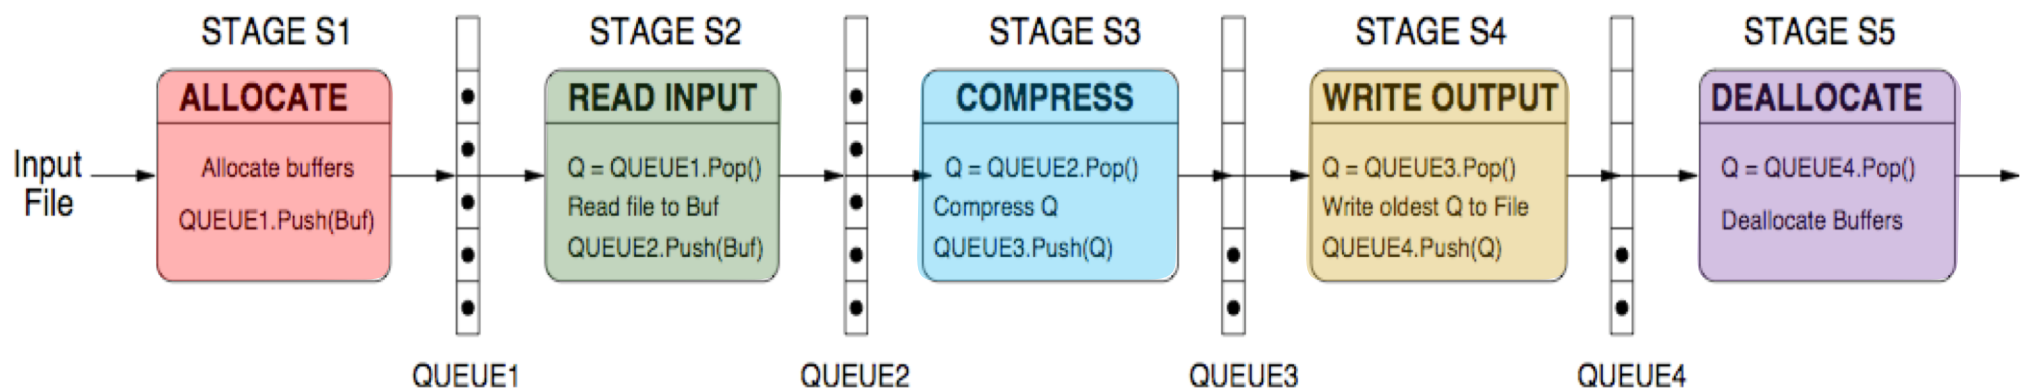 STAGE S1
STAGE S2
STAGE S3
STAGE S4
STAGE S5
Input
File
ALLOCATE
Allocate buffers
QUEUE1.Push(Buf)
READ INPUT
Q = QUEUE1.Pop()
Read file to Buf
QUEUE2.Push(Buf)
COMPRESS
Q = QUEUE2.Pop()
Compress Q
QUEUE3.Push(Q)
WRITE OUTPUT
Q = QUEUE3.Pop()
Write oldest Q to File
QUEUE4.Push(Q)
DEALLOCATE
Q = QUEUE4.Pop()
Deallocate Buffers
QUEUE1
QUEUE2
QUEUE3
QUEUE4